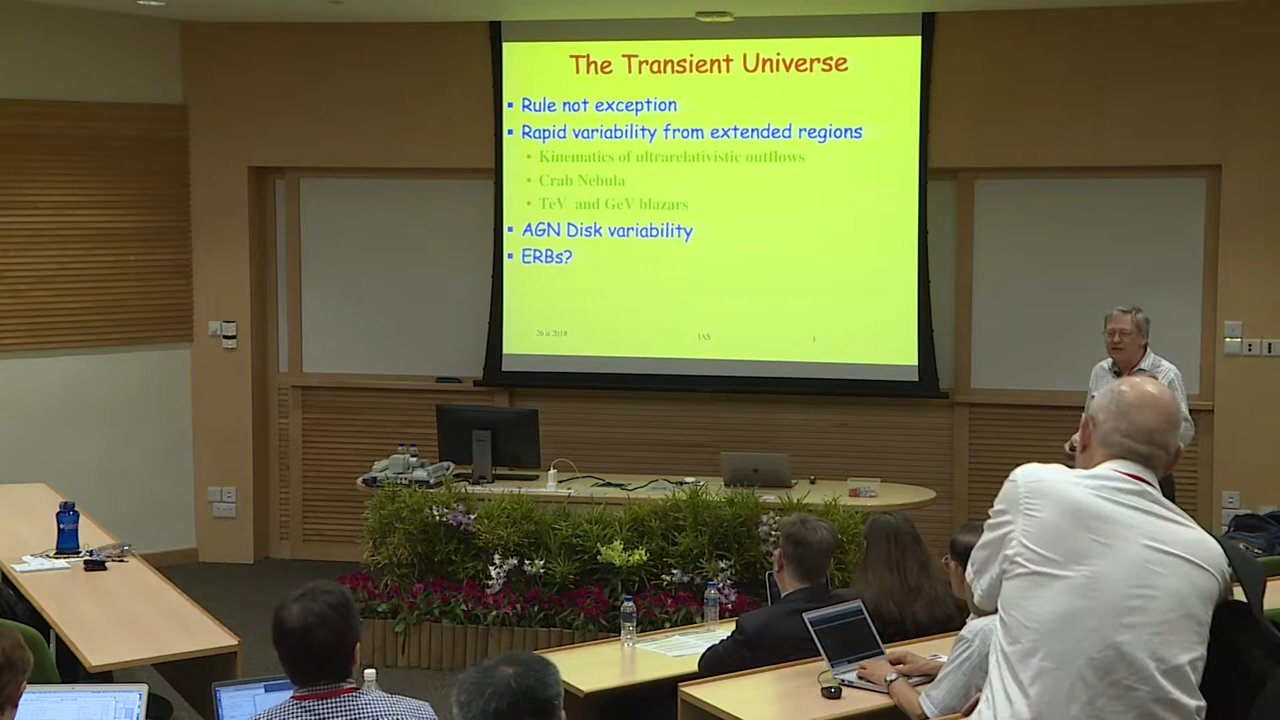 The Transient Universe
Rule not exception
Rapid variability from extended regions
Kinematics of ultrarelativistic outflows
Crab Nebula
TeV and GeV blazars
AGN Disk variability
ERBs?
26 ii 2018
IAS
1